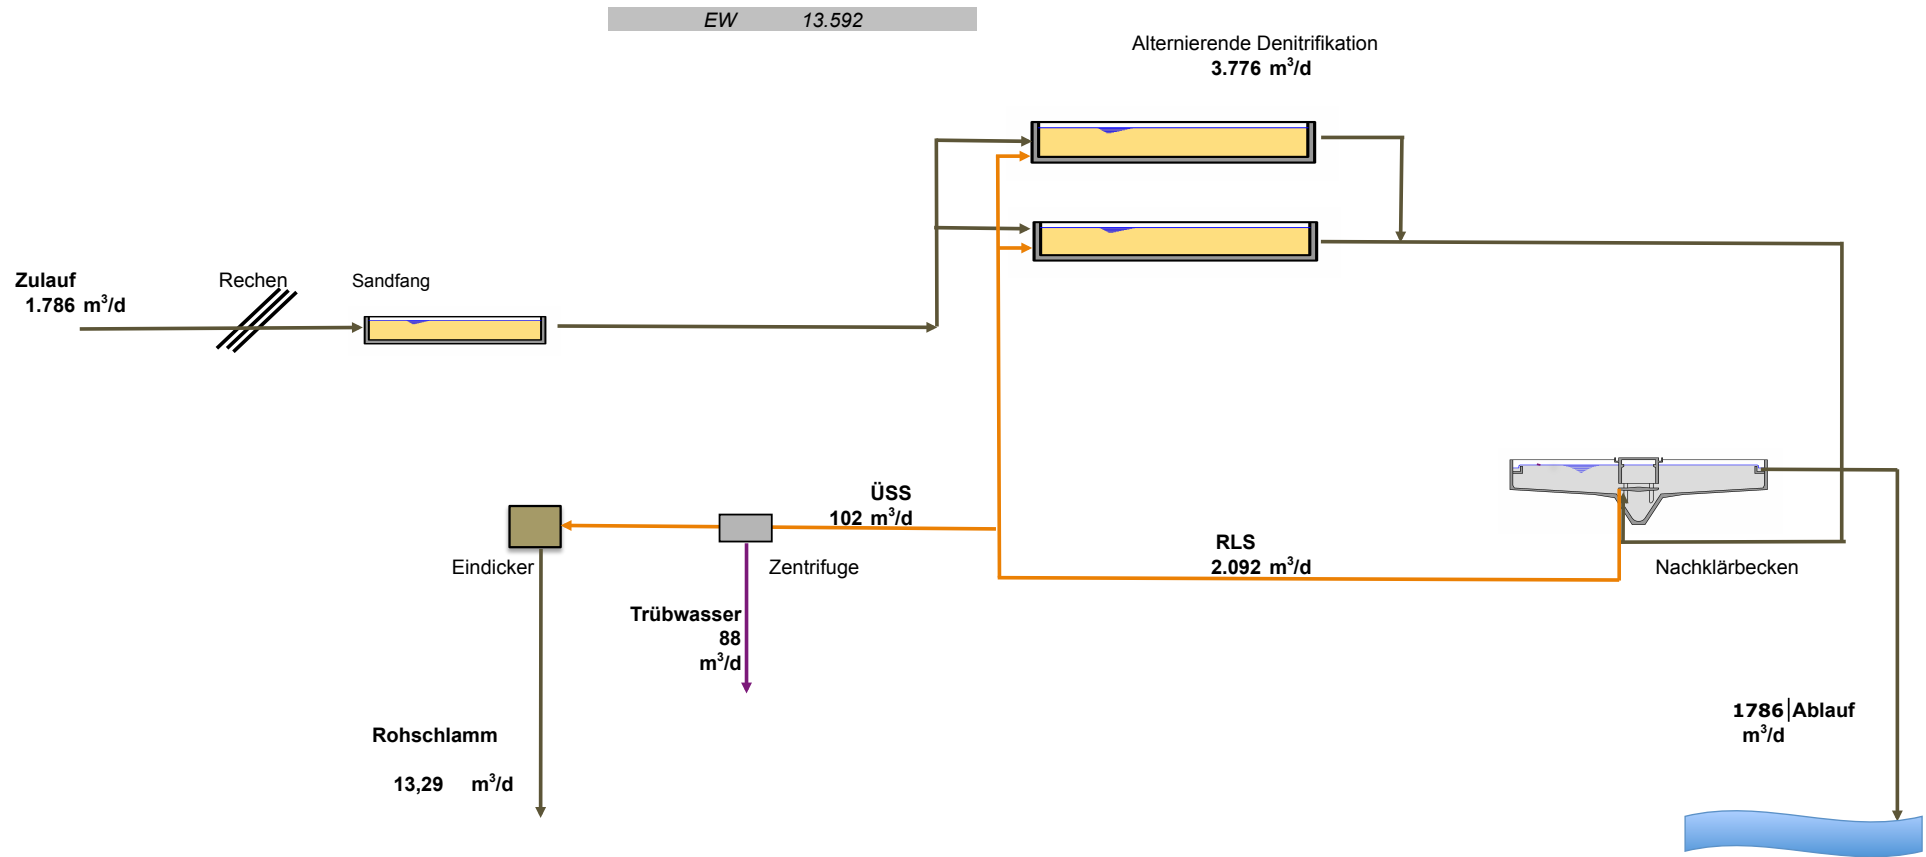 EW 13.592
Alternierende Denitrifikation
3.776 m³/d
Zulauf
1.786 m³/d
Rechen
Sandfang
ÜSS
102 m³/d
RLS
2.092 m³/d
Eindicker
Zentrifuge
Nachklärbecken
Trübwasser
88
m³/d
Rohschlamm
13,29 m³/d
1786|Ablauf
m³/d